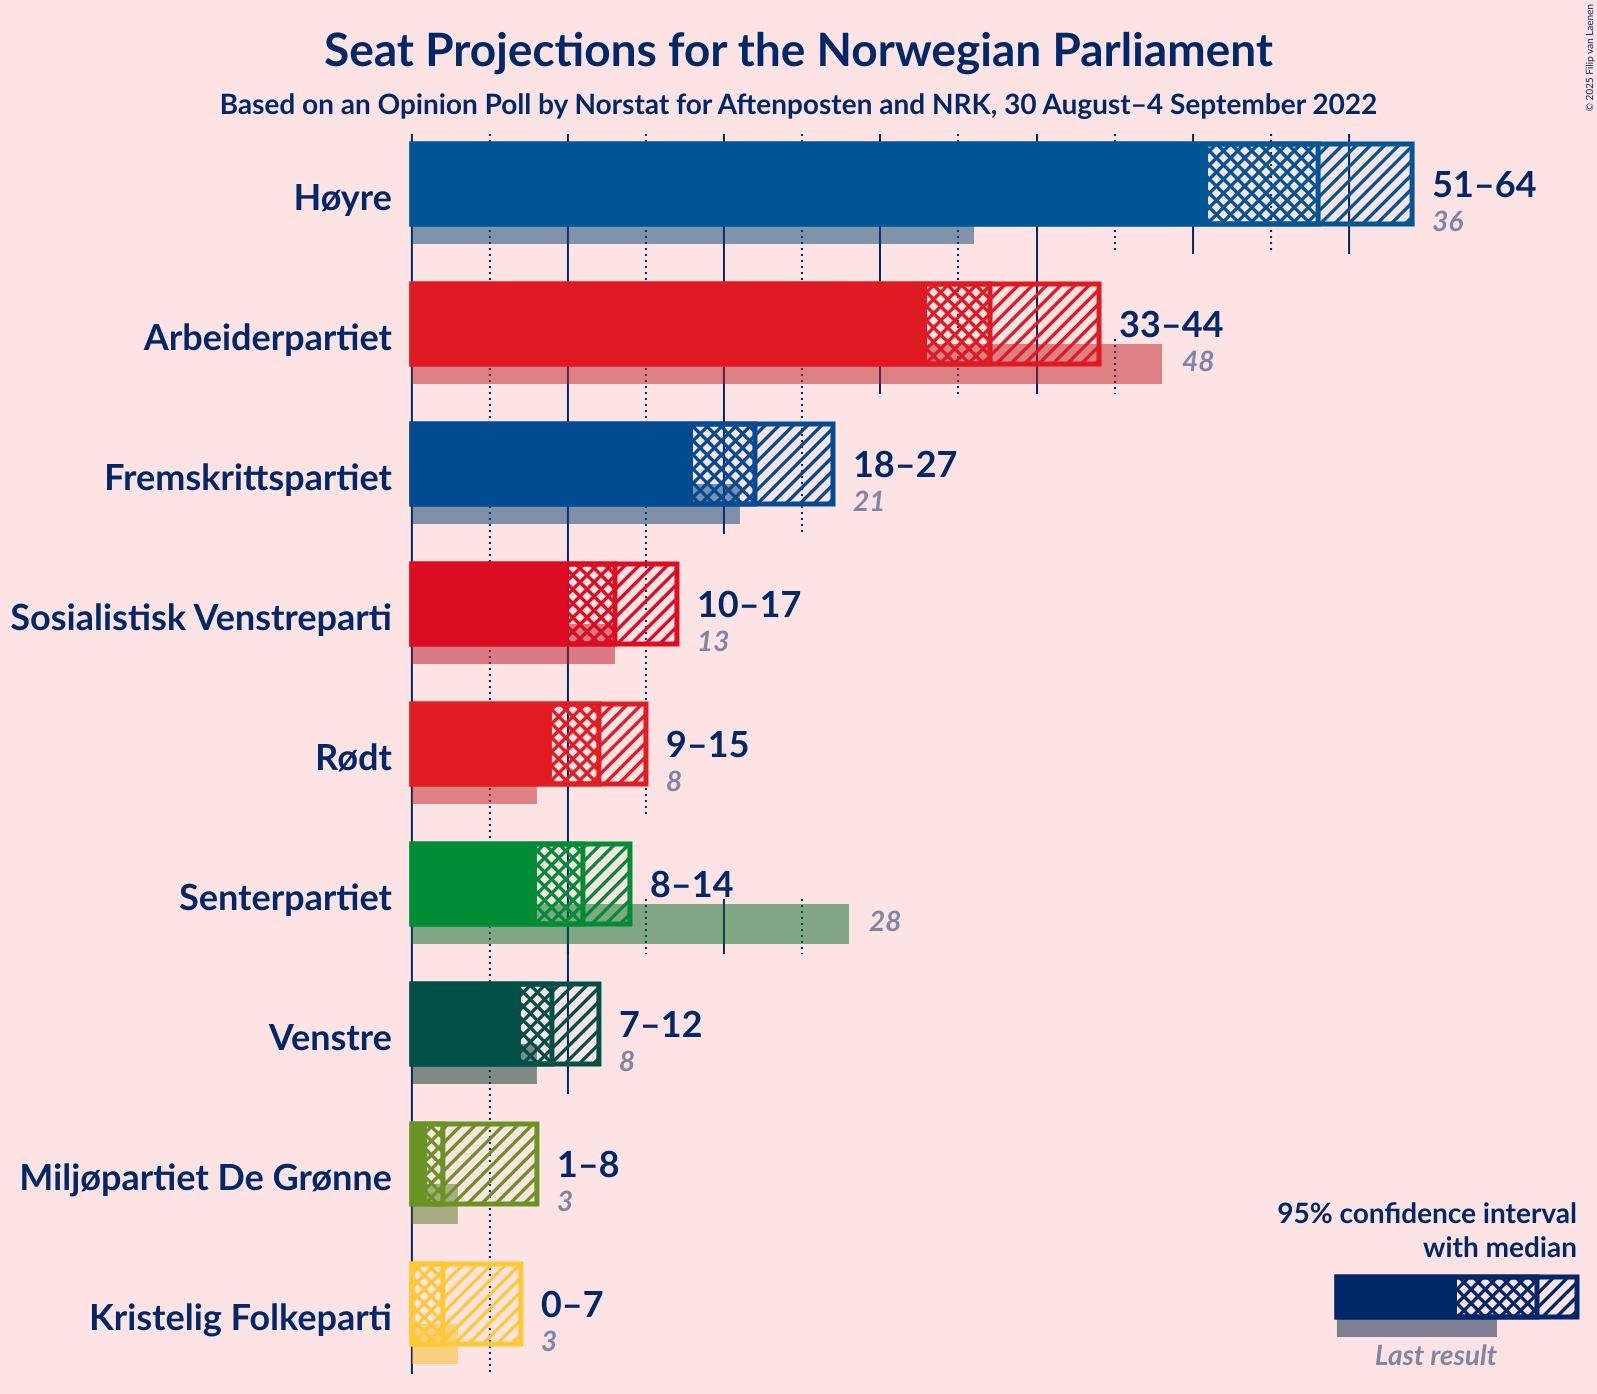 Seat Projections for the Norwegian Parliament
Based on an Opinion Poll by Norstat for Aftenposten and NRK, 30 August–4 September 2022
© 2025 Filip van Laenen
Høyre
51–64
36
Arbeiderpartiet
33–44
48
Fremskrittspartiet
18–27
21
Sosialistisk Venstreparti
10–17
13
Rødt
9–15
8
Senterpartiet
8–14
28
Venstre
7–12
8
Miljøpartiet De Grønne
1–8
3
Kristelig Folkeparti
0–7
3
95% confidence interval
with median
Last result